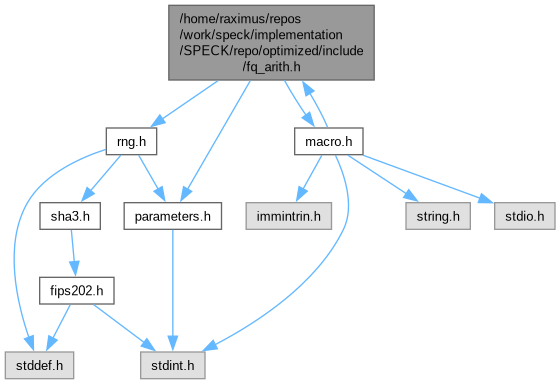 /home/raximus/repos
/work/speck/implementation
/SPECK/repo/optimized/include
/fq_arith.h
rng.h
macro.h
sha3.h
parameters.h
immintrin.h
string.h
stdio.h
fips202.h
stddef.h
stdint.h